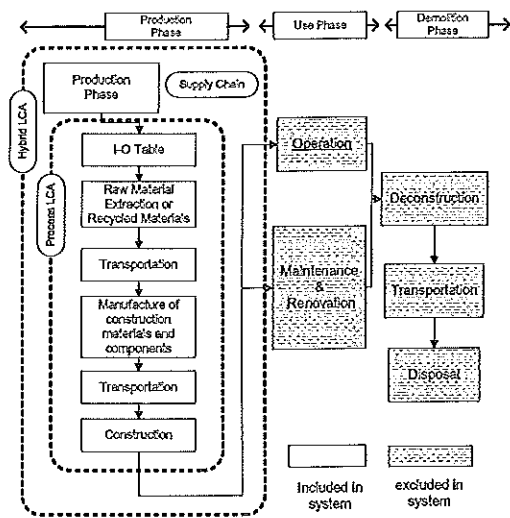 Production
Phase
Use Phase
Demolition Phase
Production
Phase
Supply Chain
Hybrid LCA
Process LCA
I-O Table
Raw Material
Extraction or
Recycled Materials
Transportation
Manufacture of
construction
materials and
components
Transportation
Construction
Operation
Maintenance
&
Renovation
Deconstruction
Transportation
Disposal
Included in
system
excluded in
system